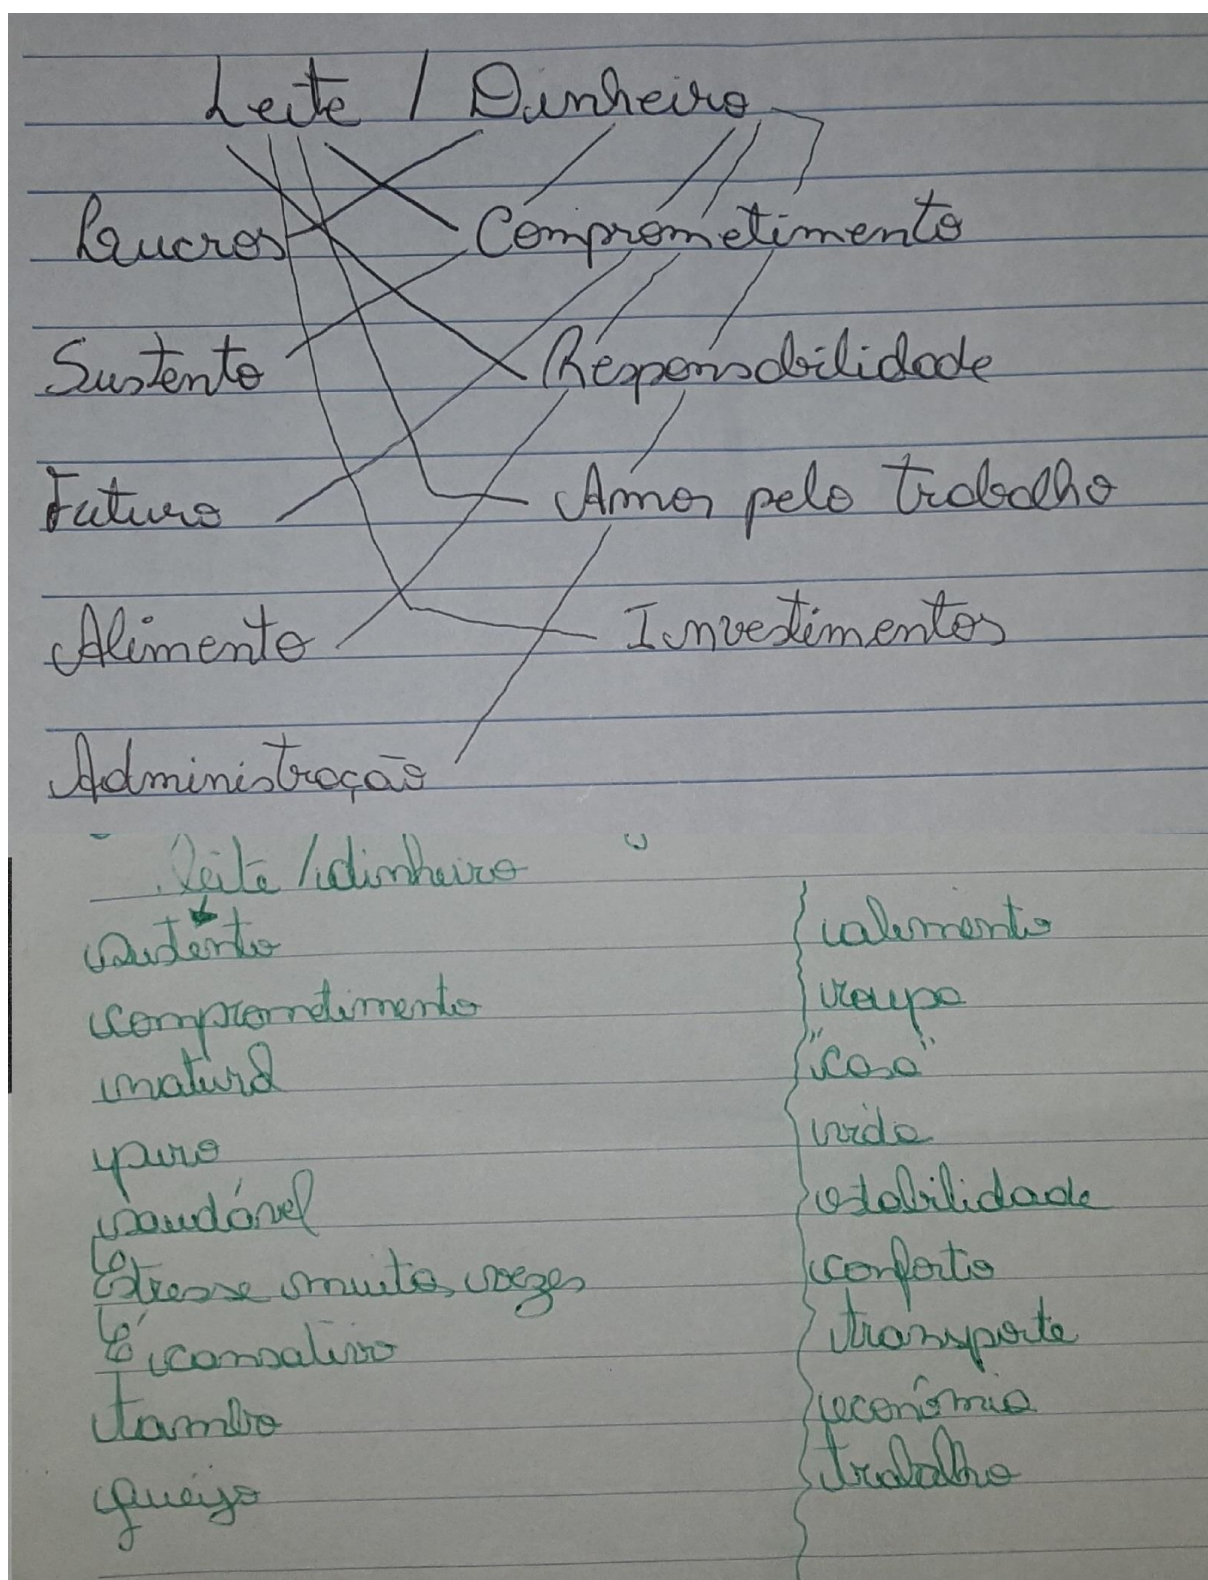 Leite / Dinheiro
Lucros Comprometimento
Sustento Responsabilidade
Futuro Amor pelo trabalho
Alimento Investimentos
Administração
leite / dinheiro
sustento
comprometimento
natural
puro
saudável
Estresse muitas vezes
É cansativo
tambo
queijo
alimento
roupa
"casa"
vida
estabilidade
conforto
transporte
econômia
trabalho